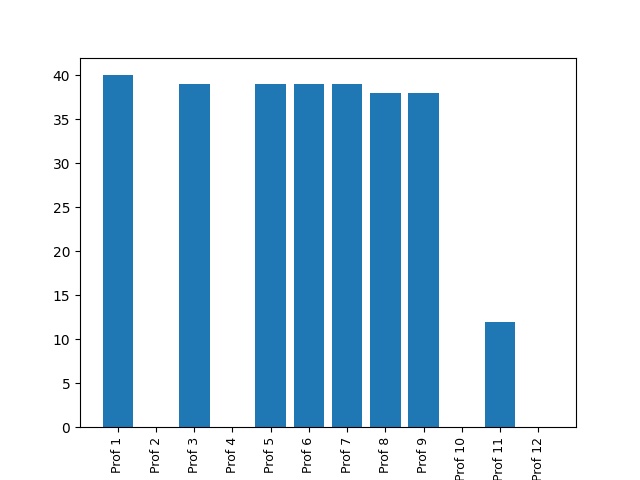 40
35
30
25
20
15
10
5
0
Prof 1
Prof 2
Prof 3
Prof 4
Prof 5
Prof 6
Prof 7
Prof 8
Prof 9
Prof 10
Prof 11
Prof 12